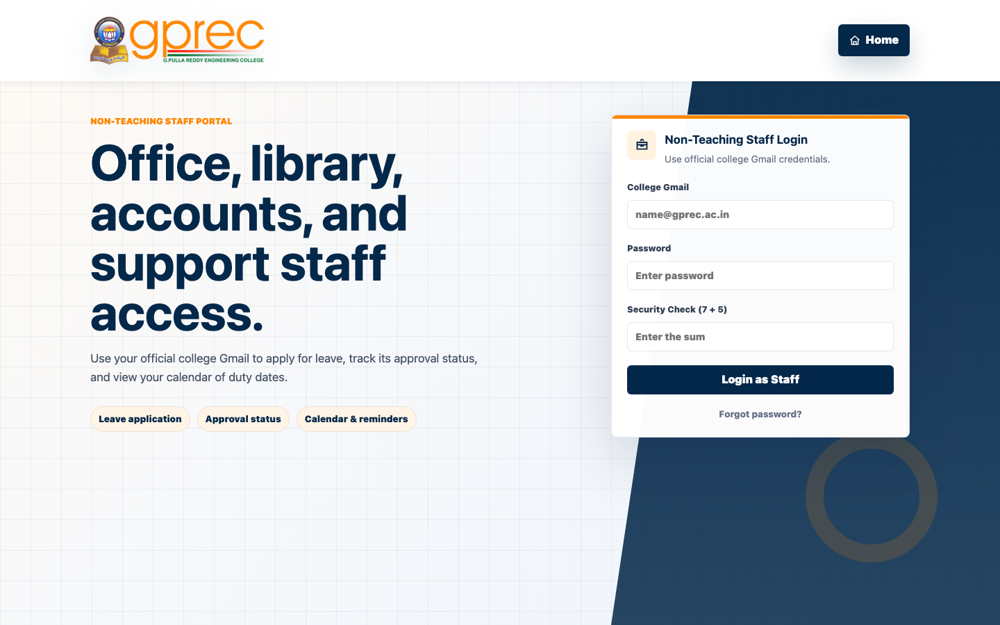 gprec
G.PULLA REDDY ENGINEERING COLLEGE
Home
NON-TEACHING STAFF PORTAL
Office, library,
accounts, and
support staff
access.
Use your official college Gmail to apply for leave, track its approval status,
and view your calendar of duty dates.
Leave application
Approval status
Calendar & reminders
Non-Teaching Staff Login
Use official college Gmail credentials.
College Gmail
name@gprec.ac.in
Password
Enter password
Security Check (7 + 5)
Enter the sum
Login as Staff
Forgot password?